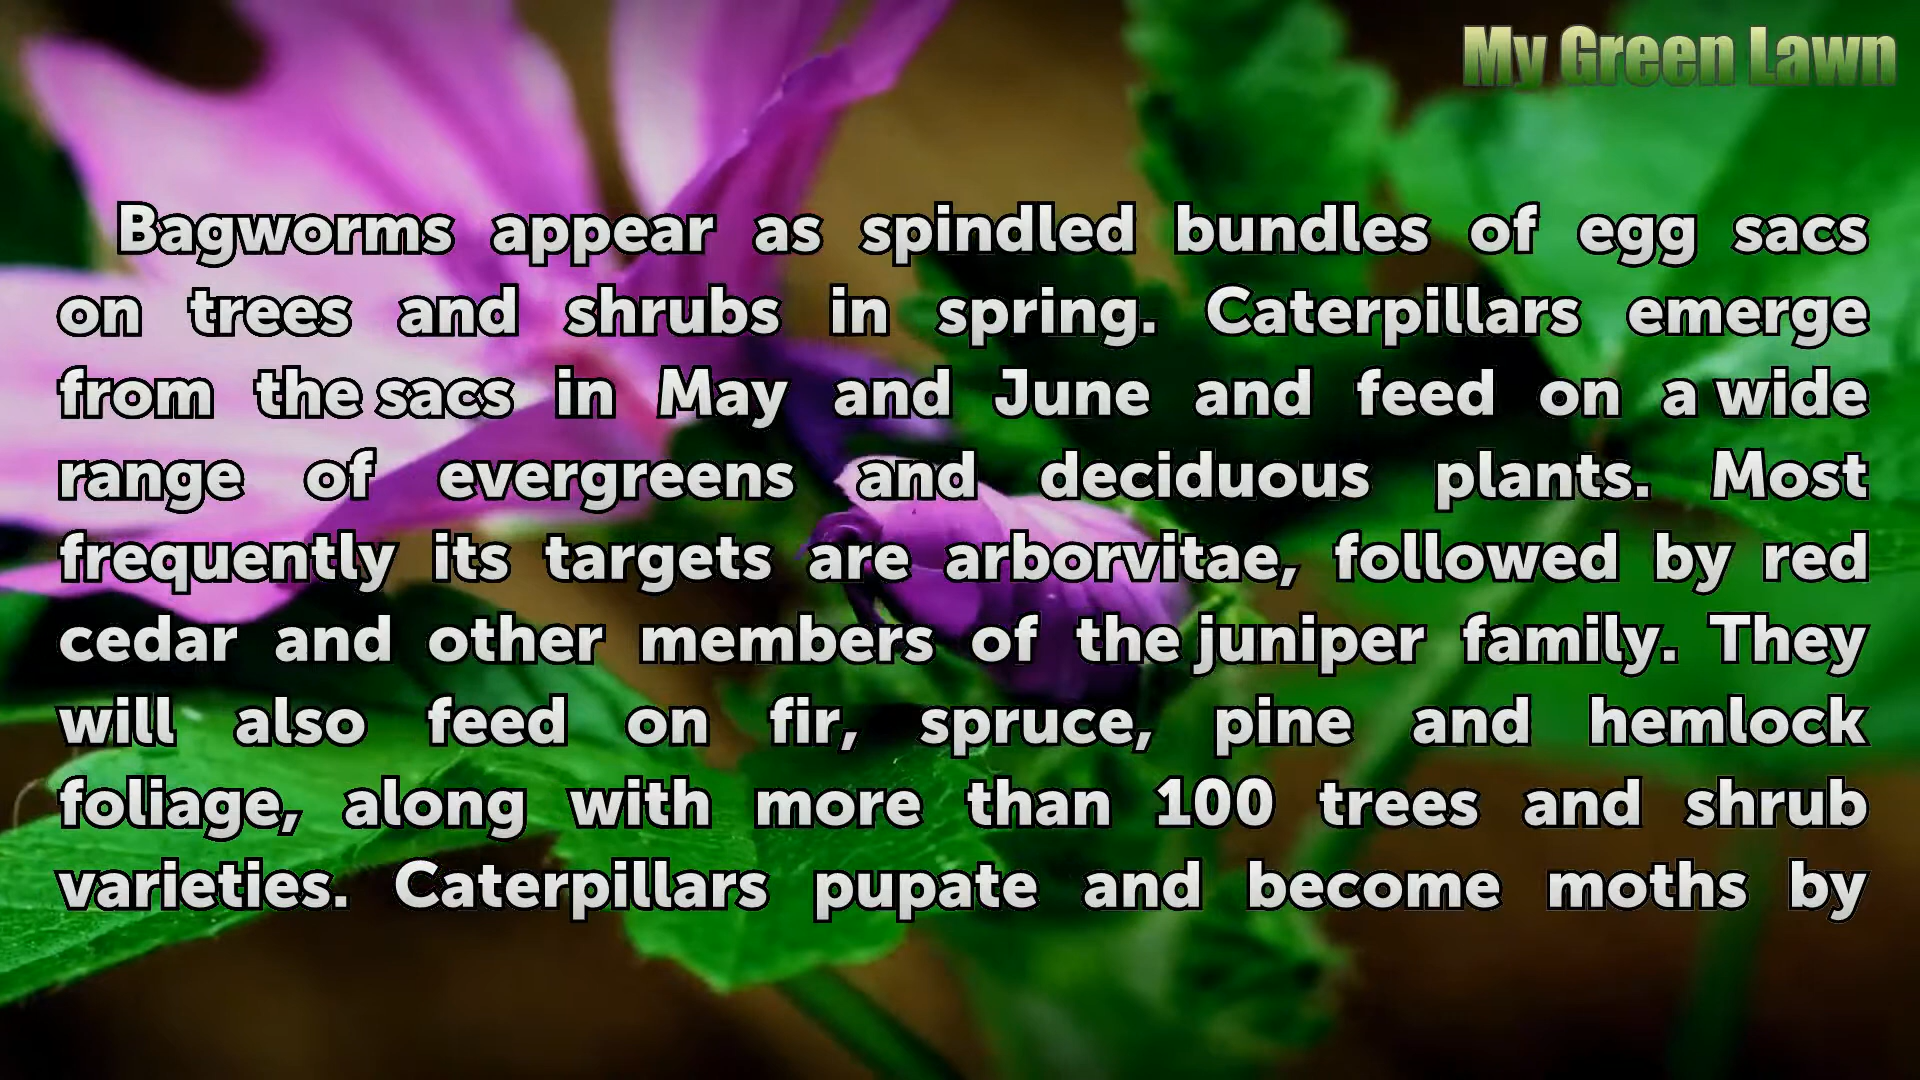 My Green Lawn
Bagworms appear as spindled bundles of egg sacs
on trees and shrubs in spring. Caterpillars emerge
from the sacs in May and June and feed on a wide
range of evergreens and deciduous plants. Most
frequently its targets are arborvitae, followed by red
cedar and other members of the juniper family. They
will also feed on fir, spruce, pine and hemlock
foliage, along with more than 100 trees and shrub
varieties. Caterpillars pupate and become moths by